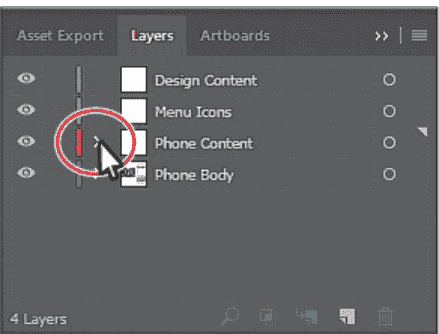 Asset Export Layers Artboards
Design Content
Menu Icons
Phone Content
Phone Body
4 Layers